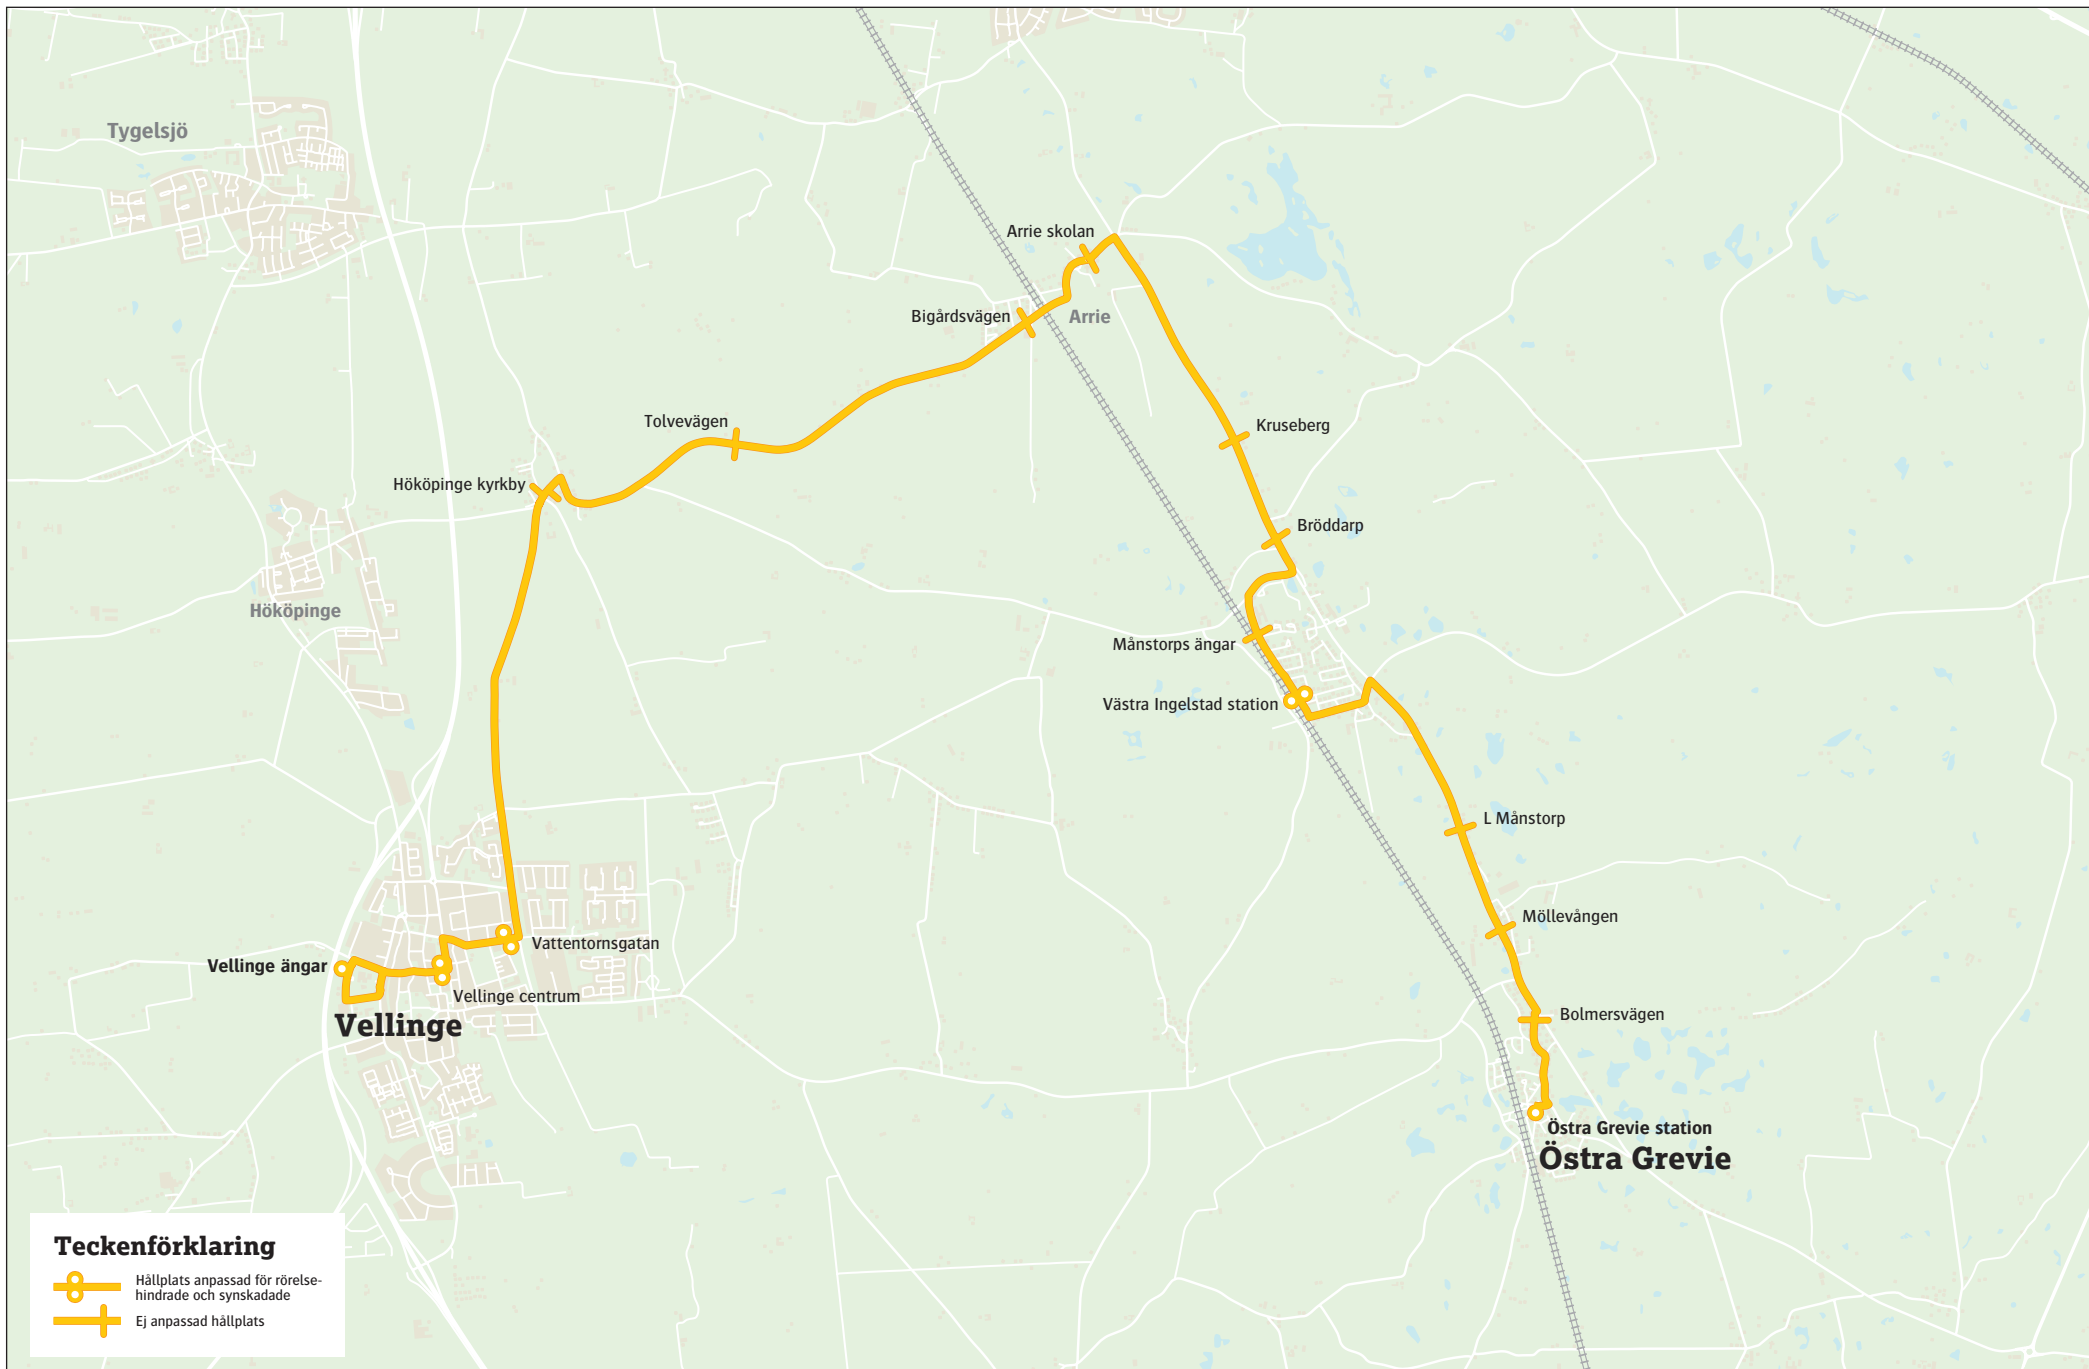 Tygelsjö
Arrie skolan
Bigårdsvägen
Arrie
Tolvevägen
Kruseberg
Hököpinge kyrkby
Bröddarp
Hököpinge
Månstorps ängar
Västra Ingelstad station
L Månstorp
Möllevången
Vattentornsgatan
Vellinge ängar
Vellinge centrum
Vellinge
Bolmersvägen
Östra Grevie station
Östra Grevie
Teckenförklaring
Hållplats anpassad för rörelse-
hindrade och synskadade
Ej anpassad hållplats